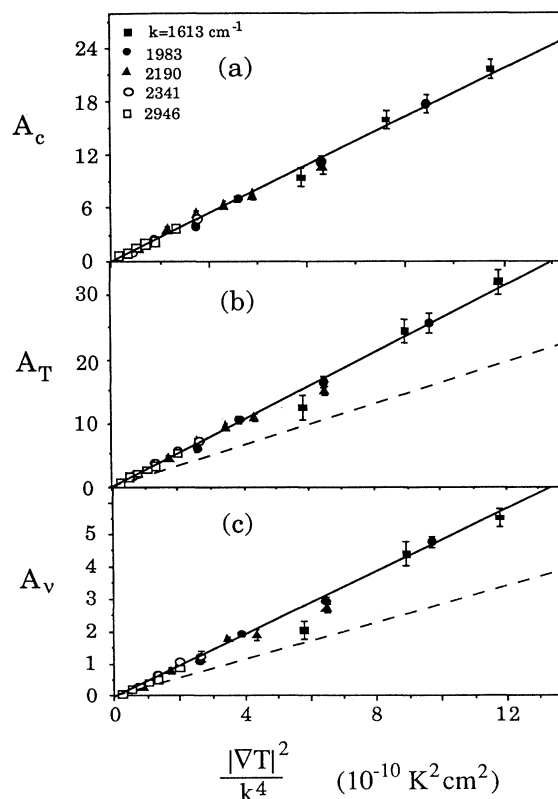 k=1613 cm⁻¹
1983
2190
2341
2946
(a)
A_c
24
18
12
6
0
(b)
A_T
30
20
10
0
(c)
A_ν
5
4
3
2
1
0
0 4 8 12
|∇T|²
k⁴
(10⁻¹⁰ K²cm²)